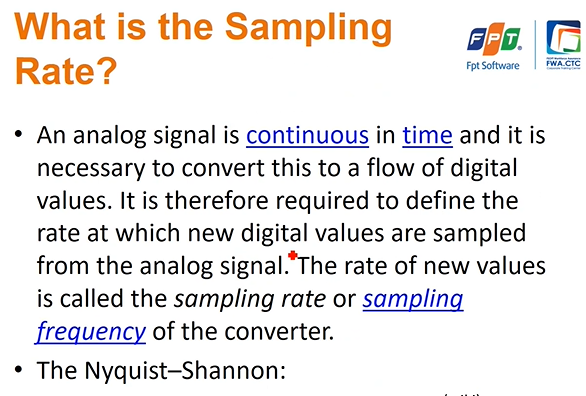 What is the Sampling
Rate?
FPT
Fpt Software
FWA.CTC
• An analog signal is continuous in time and it is
necessary to convert this to a flow of digital
values. It is therefore required to define the
rate at which new digital values are sampled
from the analog signal. The rate of new values
is called the sampling rate or sampling
frequency of the converter.
• The Nyquist–Shannon: